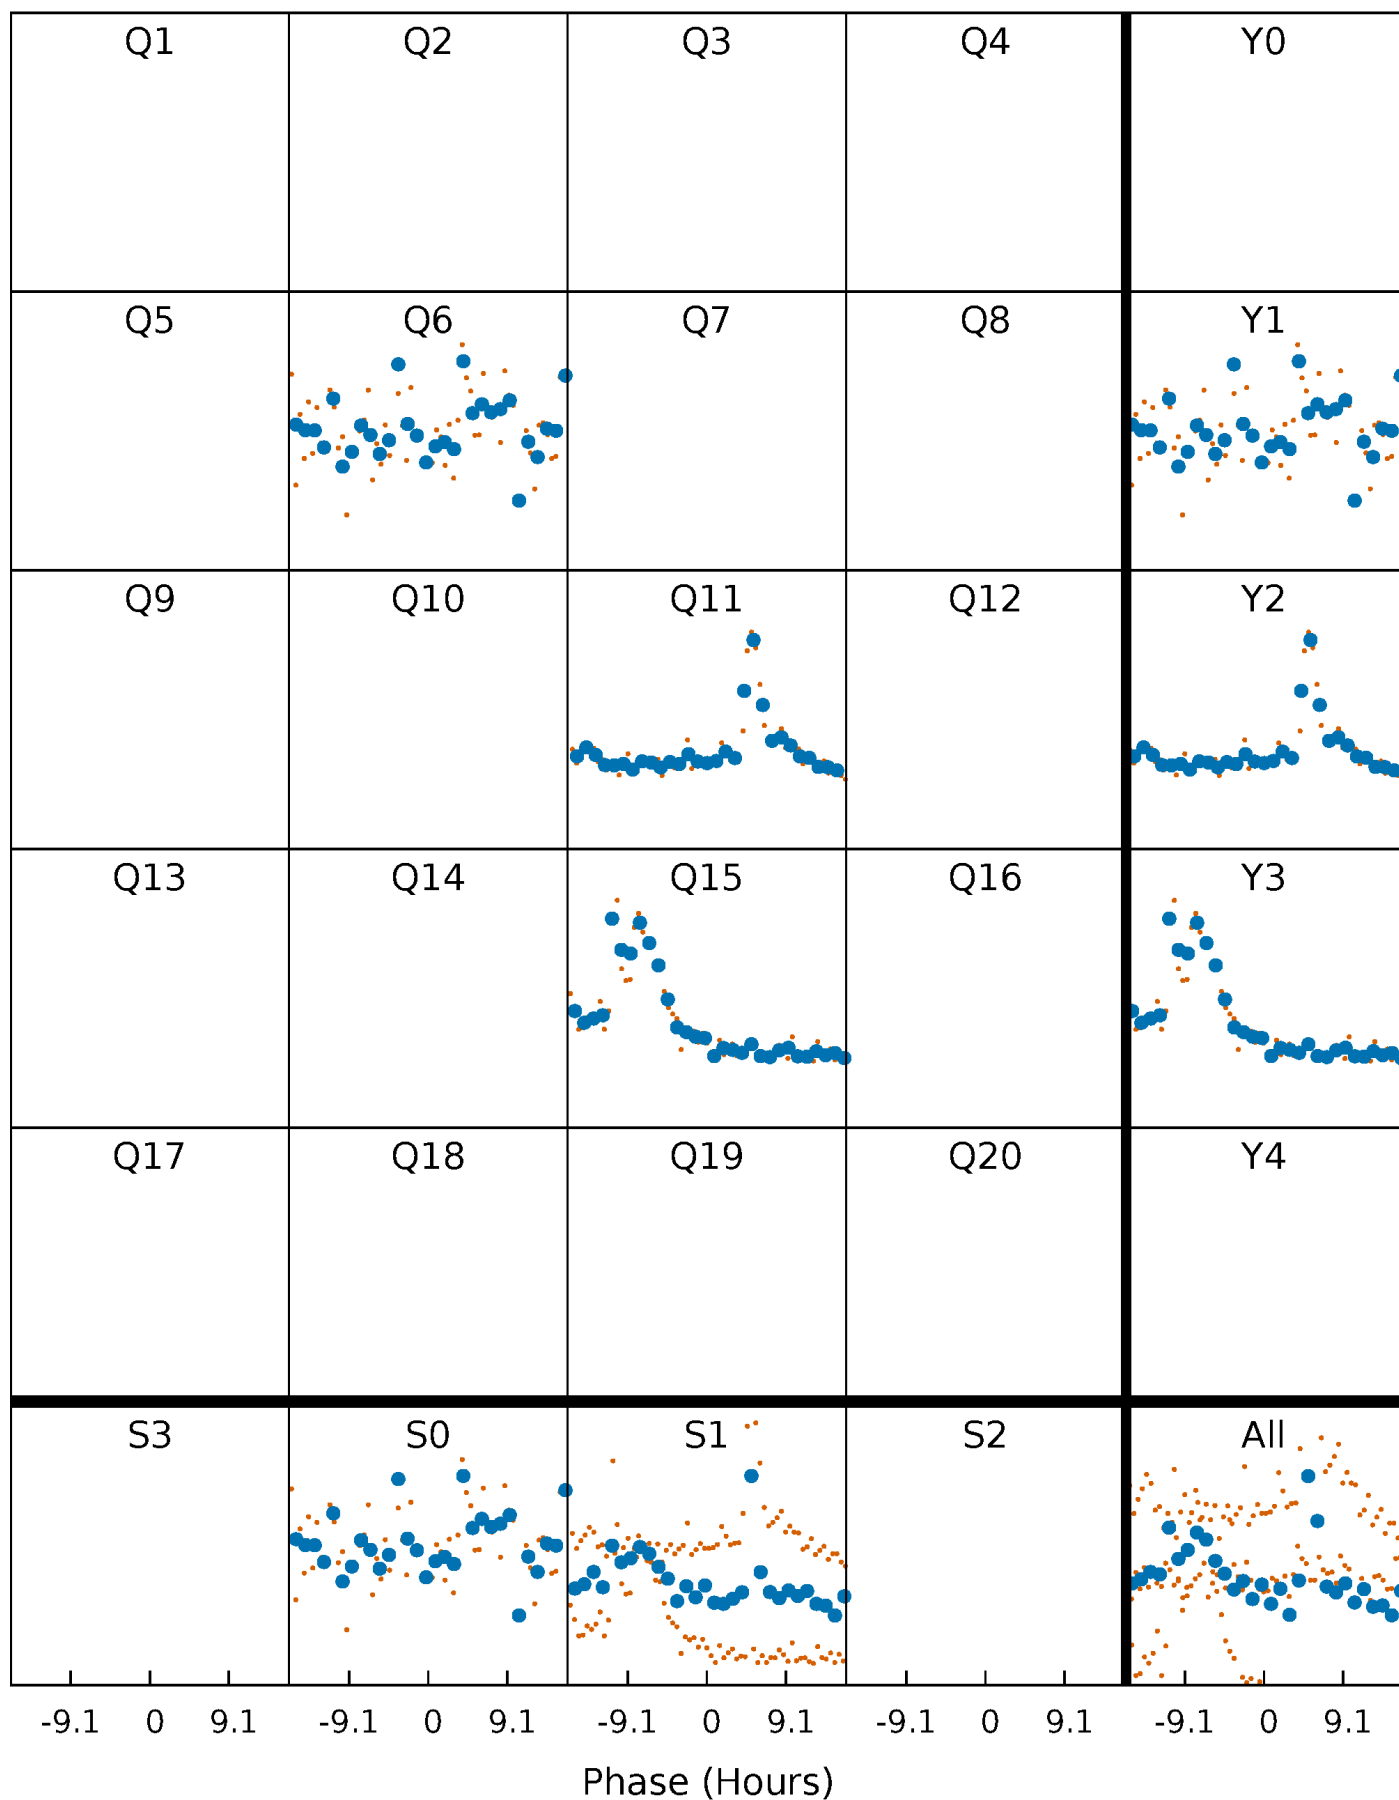 Q1 Q2 Q3 Q4 Y0
Q5 Q6 Q7 Q8 Y1
Q9 Q10 Q11 Q12 Y2
Q13 Q14 Q15 Q16 Y3
Q17 Q18 Q19 Q20 Y4
S3 S0 S1 S2 All
-9.1 0 9.1 -9.1 0 9.1 -9.1 0 9.1 -9.1 0 9.1 -9.1 0 9.1
Phase (Hours)